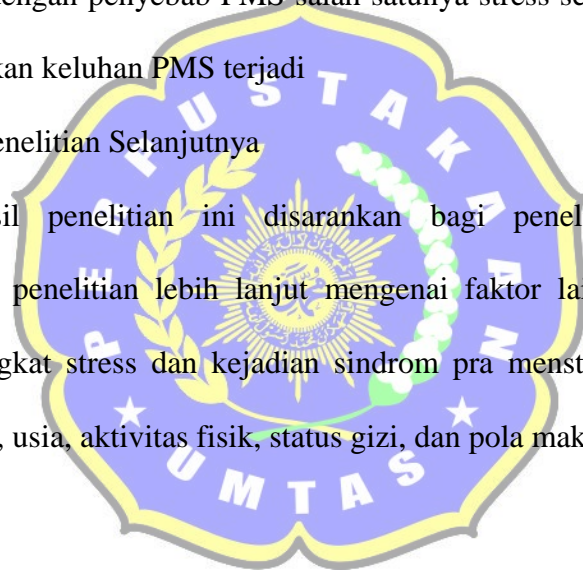 dengan penyebab PMS salah satunya stress se
kan keluhan PMS terjadi
enelitian Selanjutnya
sil penelitian ini disarankan bagi penel
penelitian lebih lanjut mengenai faktor la
gkat stress dan kejadian sindrom pra menst
, usia, aktivitas fisik, status gizi, dan pola mak
PERPUSTAKAAN
UMTAS